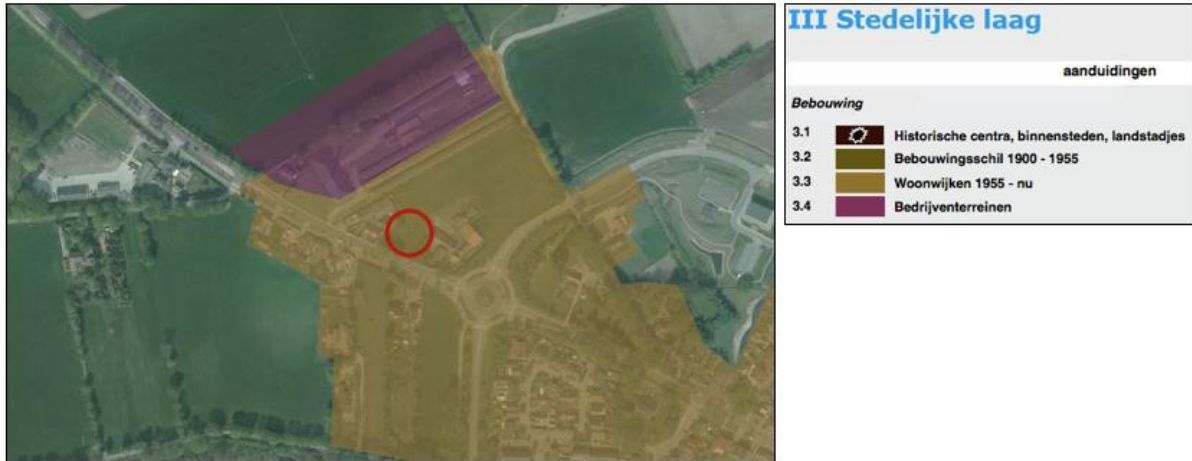 III Stedelijke laag
aanduidingen
Bebouwing
3.1 Historische centra, binnensteden, landstadjes
3.2 Bebouwingsschil 1900 - 1955
3.3 Woonwijken 1955 - nu
3.4 Bedrijventerreinen